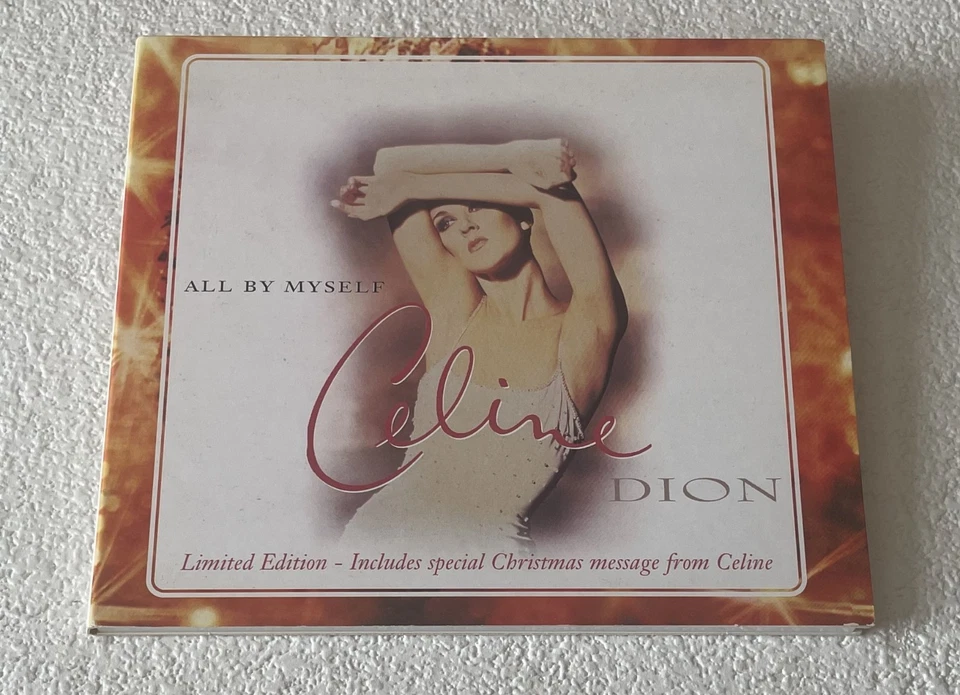 ALL BY MYSELF
Celine
DION
Limited Edition - Includes special Christmas message from Celine